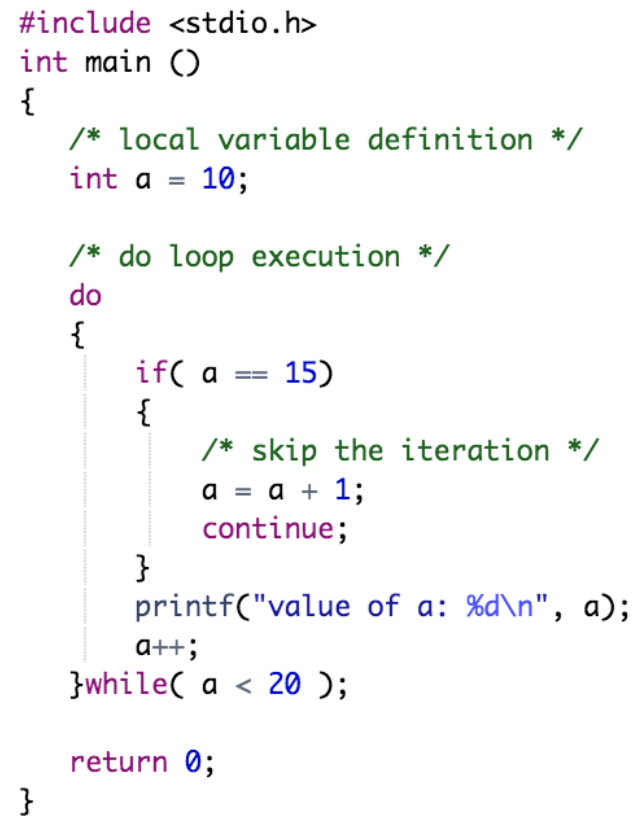 #include <stdio.h>
int main ()
{
/* local variable definition */
int a = 10;
/* do loop execution */
do
{
if( a == 15)
{
/* skip the iteration */
a = a + 1;
continue;
}
printf("value of a: %d\n", a);
a++;
}while( a < 20 );
return 0;
}